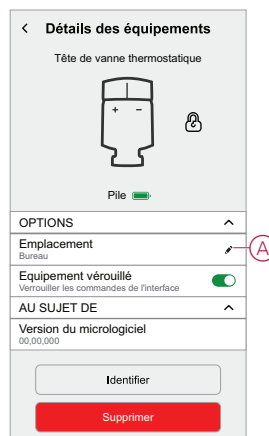 Détails des équipements
Tête de vanne thermostatique
+ -
Pile
OPTIONS
Emplacement
Bureau
A
Equipement vérouillé
Verrouiller les commandes de l'interface
AU SUJET DE
Version du micrologiciel
00,00,000
Identifier
Supprimer